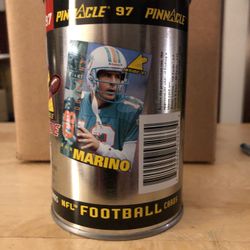 97 PINNACLE 97 PINNACLE
MARINO
NFL FOOTBALL CARDS